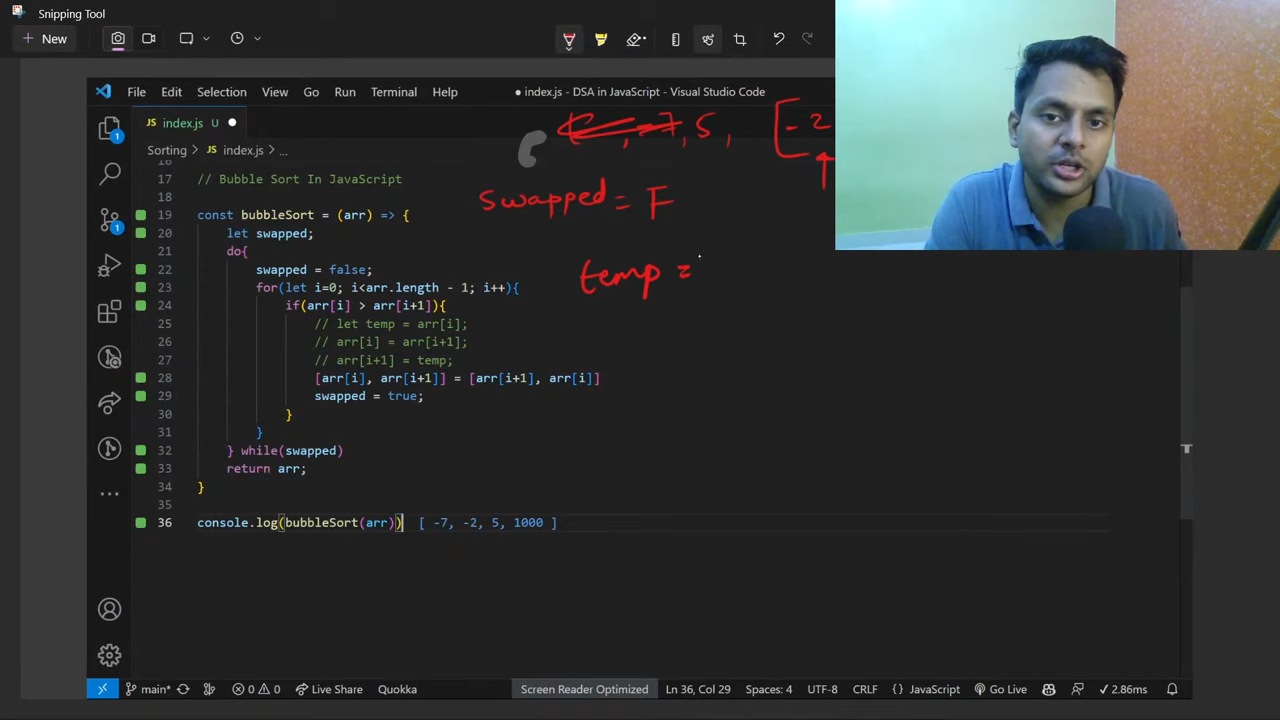 Snipping Tool
New
File Edit Selection View Go Run Terminal Help
index.js - DSA in JavaScript - Visual Studio Code
JS index.js U
Sorting > JS index.js > ...
, , 5, [-2
16
17 // Bubble Sort In JavaScript
18
swapped = F
19 const bubbleSort = (arr) => {
20 let swapped;
21 do{
22 swapped = false;
temp =
23 for(let i=0; i<arr.length - 1; i++){
24 if(arr[i] > arr[i+1]){
25 // let temp = arr[i];
26 // arr[i] = arr[i+1];
27 // arr[i+1] = temp;
28 [arr[i], arr[i+1]] = [arr[i+1], arr[i]]
29 swapped = true;
30 }
31 }
32 } while(swapped)
33 return arr;
34 }
35
36 console.log(bubbleSort(arr)) [ -7, -2, 5, 1000 ]
main* 0 0 Live Share Quokka Screen Reader Optimized Ln 36, Col 29 Spaces: 4 UTF-8 CRLF {} JavaScript Go Live 2.86ms